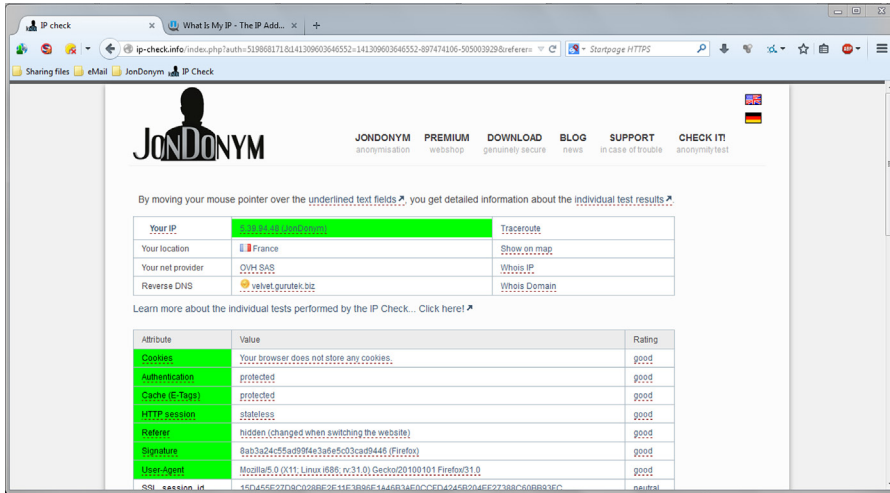 IP check × What Is My IP - The IP Add... × +
ip-check.info/index.php?auth=519868171&141309603646552=141309603646552-897474106-505003929&referer= Startpage HTTPS
Sharing files eMail JonDonym IP Check
JONDONYM
JONDONYM PREMIUM DOWNLOAD BLOG SUPPORT CHECK IT!
anonymisation webshop genuinely secure news in case of trouble anonymity test
By moving your mouse pointer over the underlined text fields, you get detailed information about the individual test results.
Your IP 5.39.84.48 (JonDonym) Traceroute
Your location France Show on map
Your net provider OVH SAS Whois IP
Reverse DNS velvet.gurutek.biz Whois Domain
Learn more about the individual tests performed by the IP Check... Click here!
Attribute Value Rating
Cookies Your browser does not store any cookies. good
Authentication protected good
Cache (E-Tags) protected good
HTTP session stateless good
Referer hidden (changed when switching the website) good
Signature 8ab3a24c55ad99f4e3a6e5c03cad9446 (Firefox) good
User-Agent Mozilla/5.0 (X11; Linux i686; rv:31.0) Gecko/20100101 Firefox/31.0 good
SSL_session_id neutral